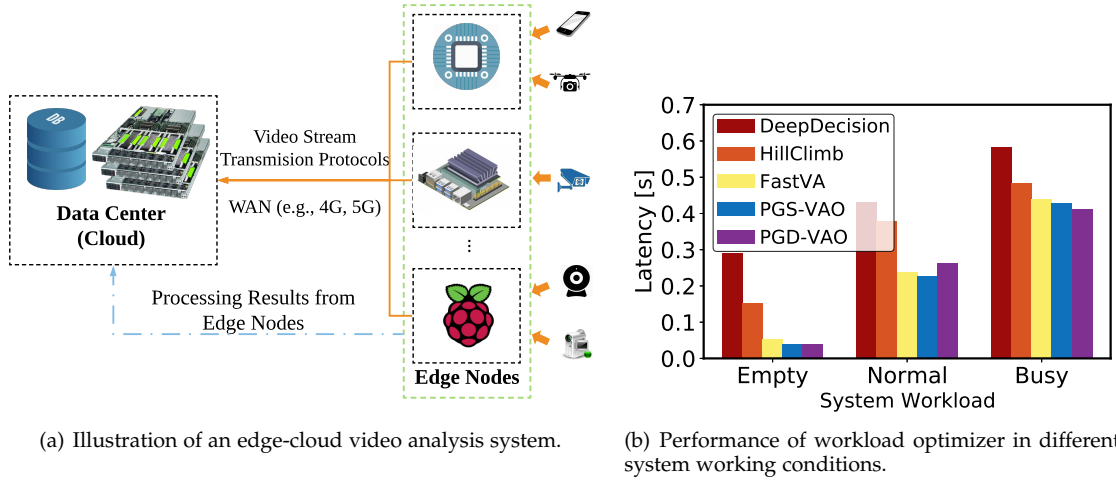 DB
Data Center
(Cloud)
Video Stream
Transmision Protocols
WAN (e.g., 4G, 5G)
Processing Results from
Edge Nodes
...
Edge Nodes
(a) Illustration of an edge-cloud video analysis system.
0.7
0.6
0.5
0.4
0.3
0.2
0.1
0.0
Latency [s]
DeepDecision
HillClimb
FastVA
PGS-VAO
PGD-VAO
Empty
Normal
Busy
System Workload
(b) Performance of workload optimizer in different
system working conditions.